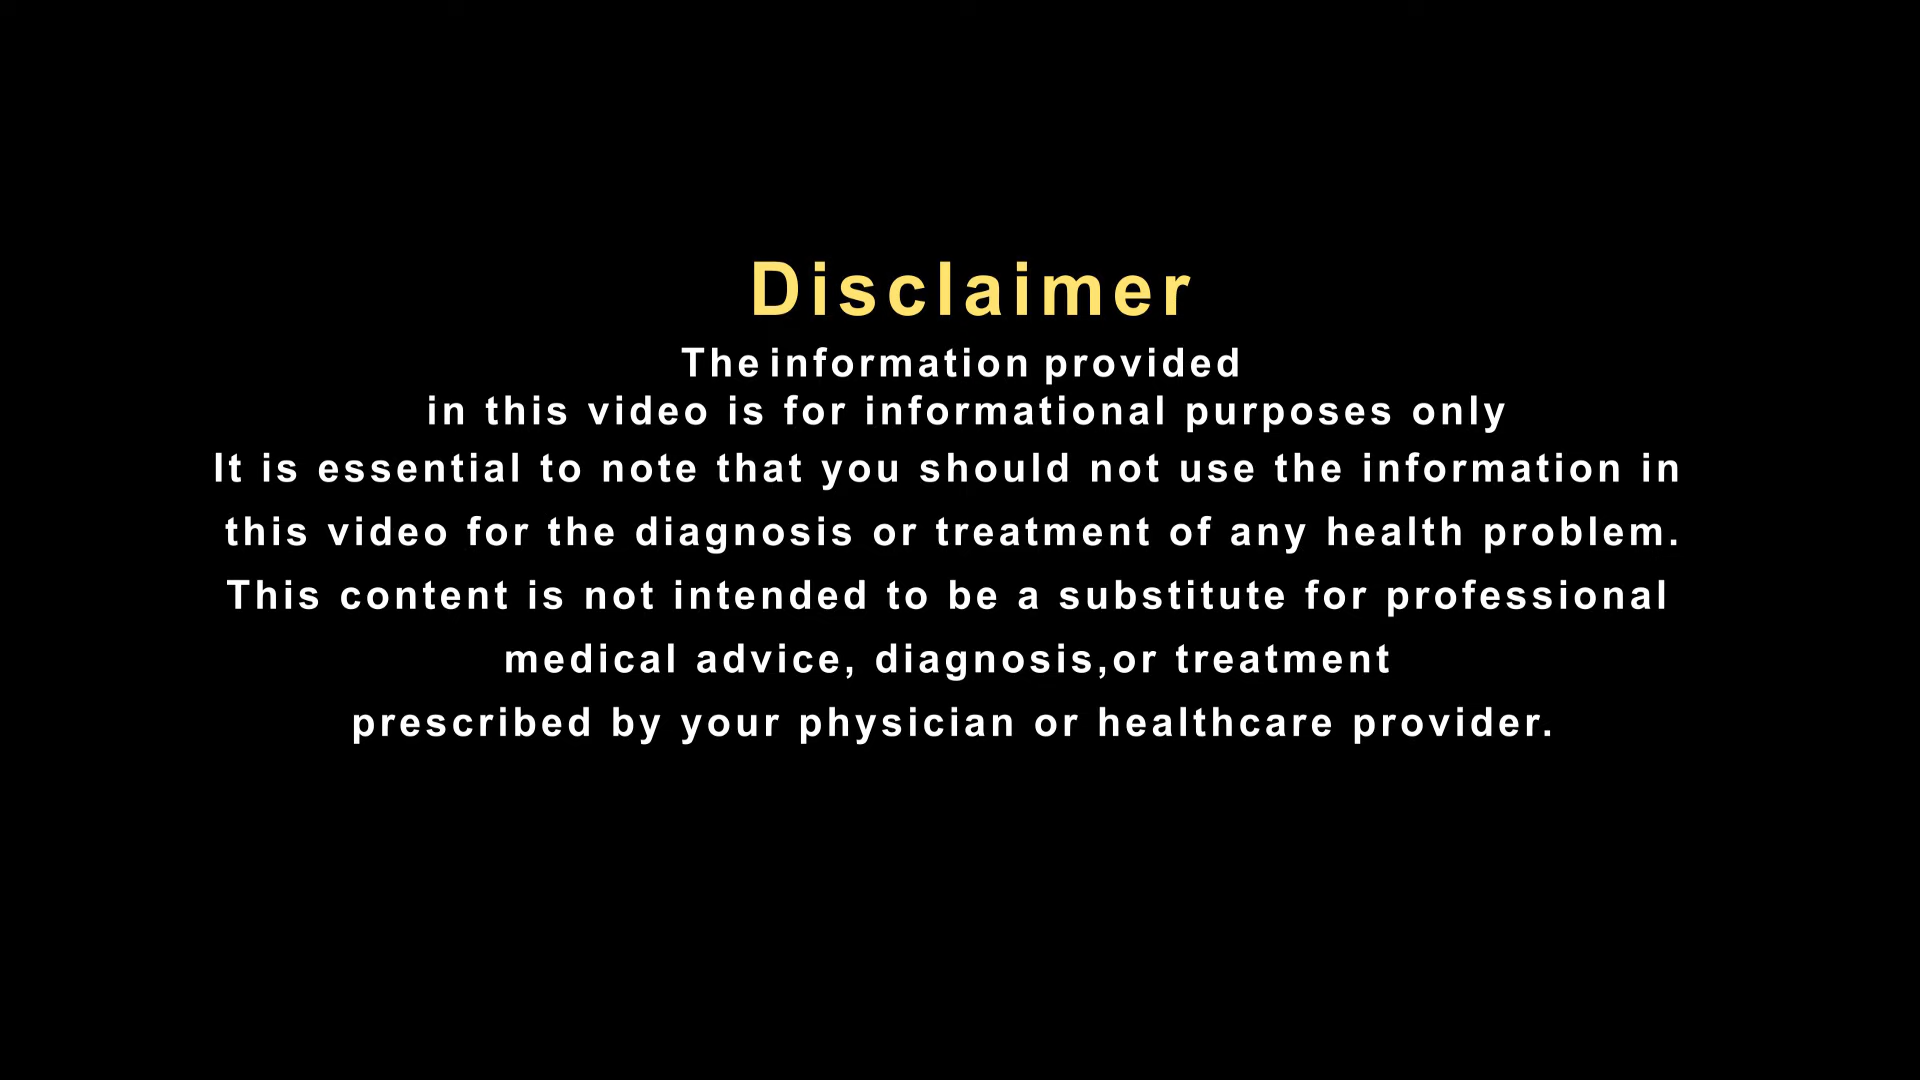 Disclaimer
The information provided
in this video is for informational purposes only
It is essential to note that you should not use the information in
this video for the diagnosis or treatment of any health problem.
This content is not intended to be a substitute for professional
medical advice, diagnosis,or treatment
prescribed by your physician or healthcare provider.